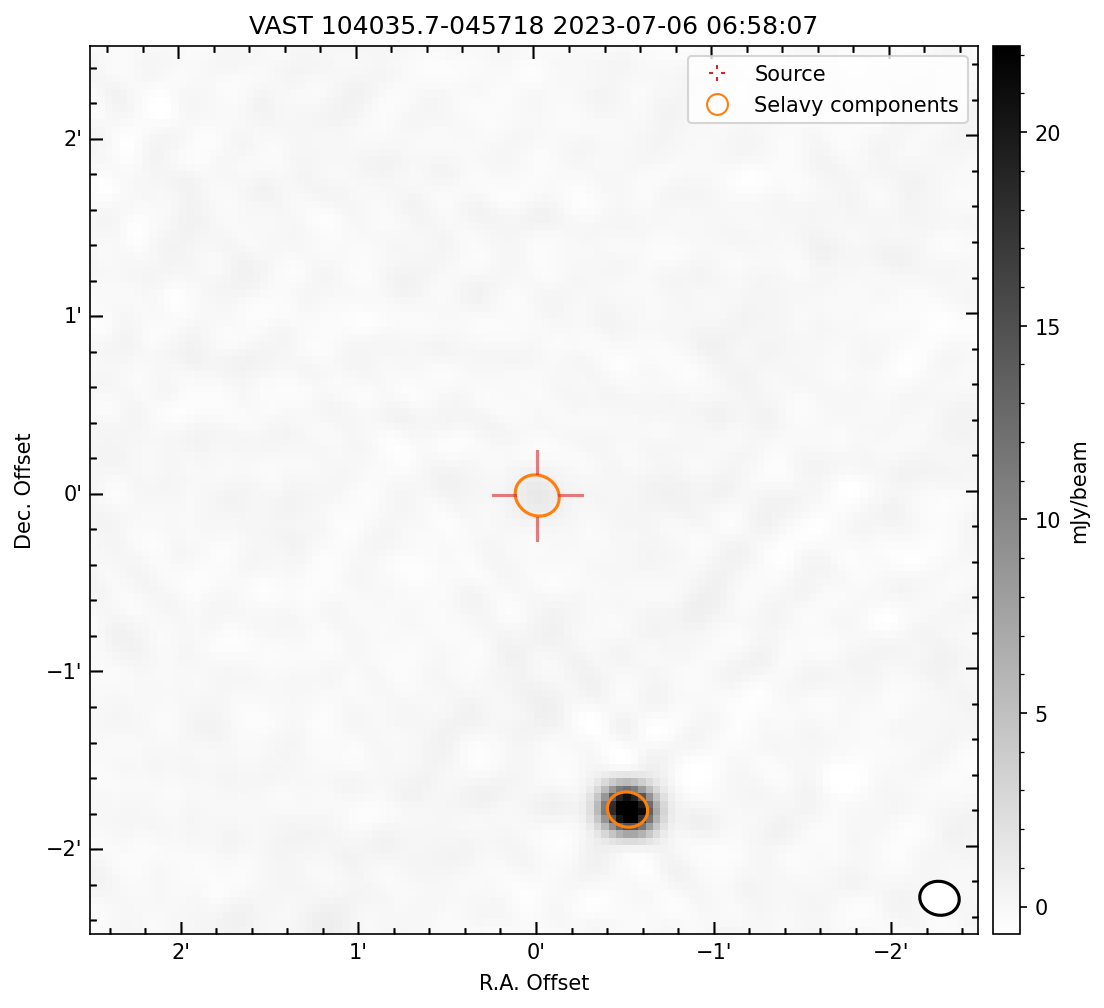 VAST 104035.7-045718 2023-07-06 06:58:07
Source
Selavy components
2'
1'
0'
−1'
−2'
Dec. Offset
2'
1'
0'
−1'
−2'
R.A. Offset
20
15
10
5
0
mJy/beam